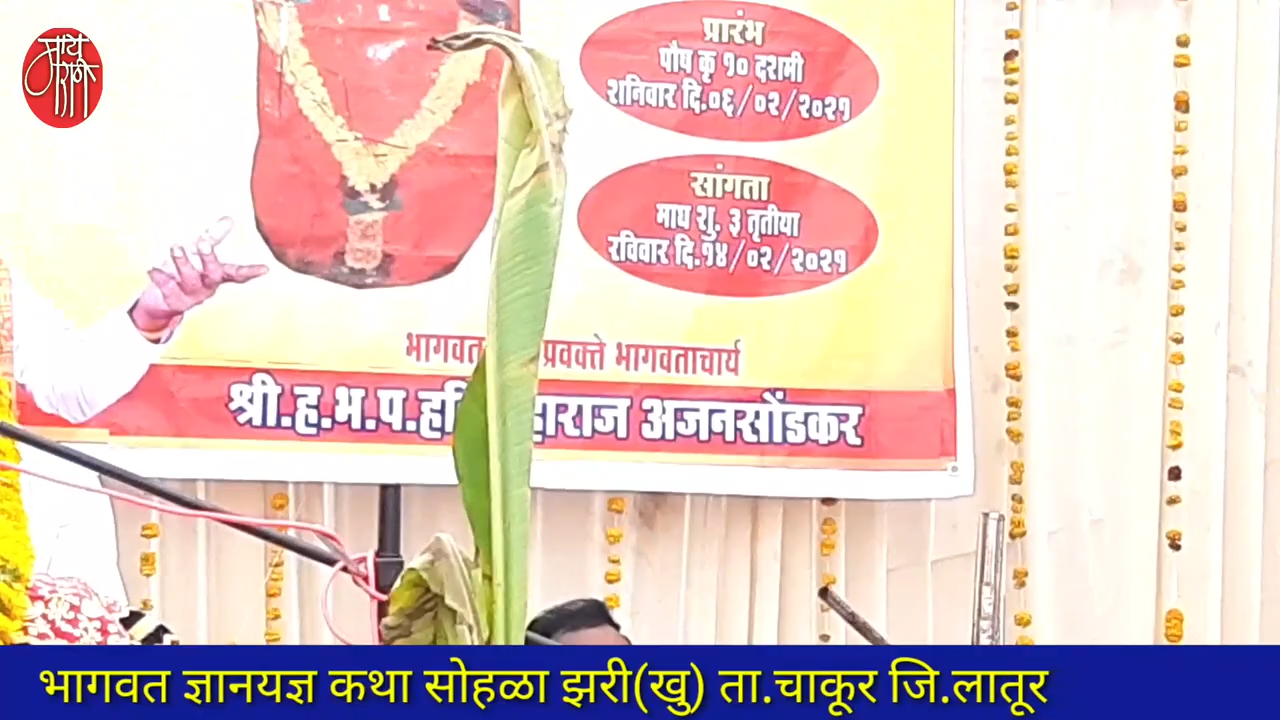 माय
मराठी
प्रारंभ
पौष कृ १० दशमी
शनिवार दि.०६/०२/२०२१
सांगता
माघ शु. ३ तृतीया
रविवार दि.१४/०२/२०२१
भागवत प्रवक्ते भागवताचार्य
श्री.ह.भ.प. अजनसोंडकर
भागवत ज्ञानयज्ञ कथा सोहळा झरी(खु) ता.चाकूर जि.लातूर